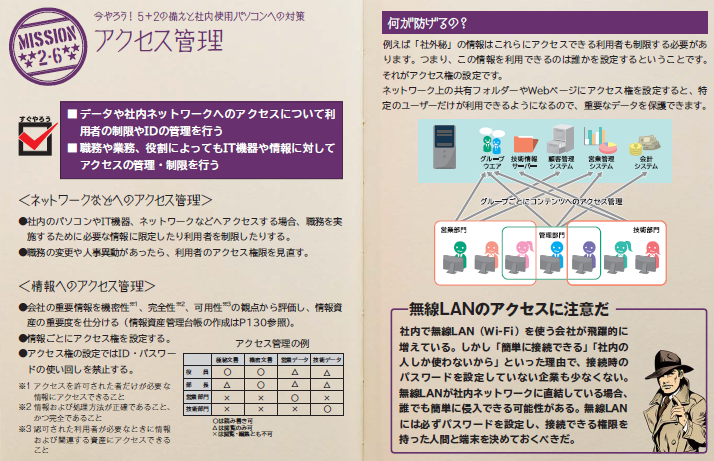 MISSION
2・6
今やろう! 5+2の備えと社内使用パソコンへの対策
アクセス管理
すぐやろう
■データや社内ネットワークへのアクセスについて利
用者の制限やIDの管理を行う
■職務や業務、役割によってもIT機器や情報に対して
アクセスの管理・制限を行う
<ネットワークなどへのアクセス管理>
●社内のパソコンやIT機器、ネットワークなどへアクセスする場合、職務を実
施するために必要な情報に限定したり利用者を制限したりする。
●職務の変更や人事異動があったら、利用者のアクセス権限を見直す。
<情報へのアクセス管理>
●会社の重要情報を機密性※1、完全性※2、可用性※3の観点から評価し、情報資
産の重要度を仕分ける(情報資産管理台帳の作成はP130参照)。
●情報ごとにアクセス権を設定する。
●アクセス権の設定ではID・パスワー
ドの使い回しを禁止する。
※1 アクセスを許可された者だけが必要な
情報にアクセスできること
※2 情報および処理方法が正確であること、
かつ完全であること
※3 認可された利用者が必要なときに情報
および関連する資産にアクセスできる
こと
アクセス管理の例
極秘文書 機密文書 営業データ 技術データ
役 員 ○ ○ △ △
部 長 △ ○ △ △
営業部門 × × ○ ×
技術部門 × × × ○
○は読み書き可
△は閲覧のみ可
×は閲覧・編集とも不可
何が防げるの?
例えば「社外秘」の情報はこれらにアクセスできる利用者も制限する必要があ
ります。つまり、この情報を利用できるのは誰かを設定するということです。
それがアクセス権の設定です。
ネットワーク上の共有フォルダーやWebページにアクセス権を設定すると、特
定のユーザーだけが利用できるようになるので、重要なデータを保護できます。
グループ
ウエア
技術情報
サーバー
顧客管理
システム
営業管理
システム
会計
システム
グループごとにコンテンツへのアクセス管理
営業部門
管理部門
技術部門
無線LANのアクセスに注意だ
社内で無線LAN(Wi-Fi)を使う会社が飛躍的に
増えている。しかし「簡単に接続できる」「社内の
人しか使わないから」といった理由で、接続時の
パスワードを設定していない企業も少なくない。
無線LANが社内ネットワークに直結している場合、
誰でも簡単に侵入できる可能性がある。無線LAN
には必ずパスワードを設定し、接続できる権限を
持った人間と端末を決めておくべきだ。